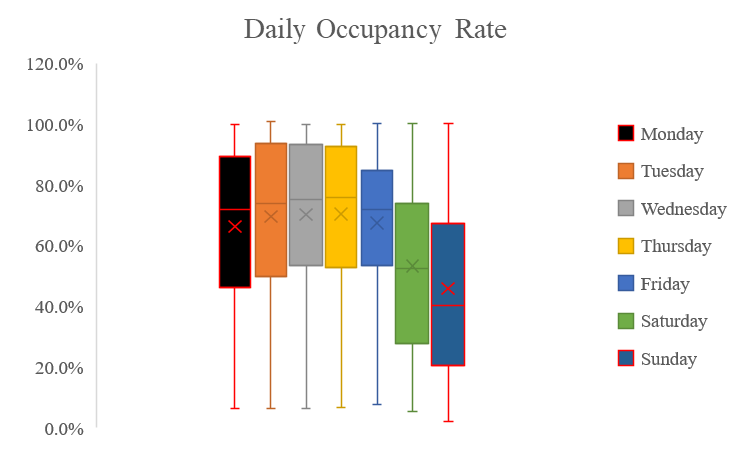 Daily Occupancy Rate
120.0%
100.0%
80.0%
60.0%
40.0%
20.0%
0.0%
Monday
Tuesday
Wednesday
Thursday
Friday
Saturday
Sunday